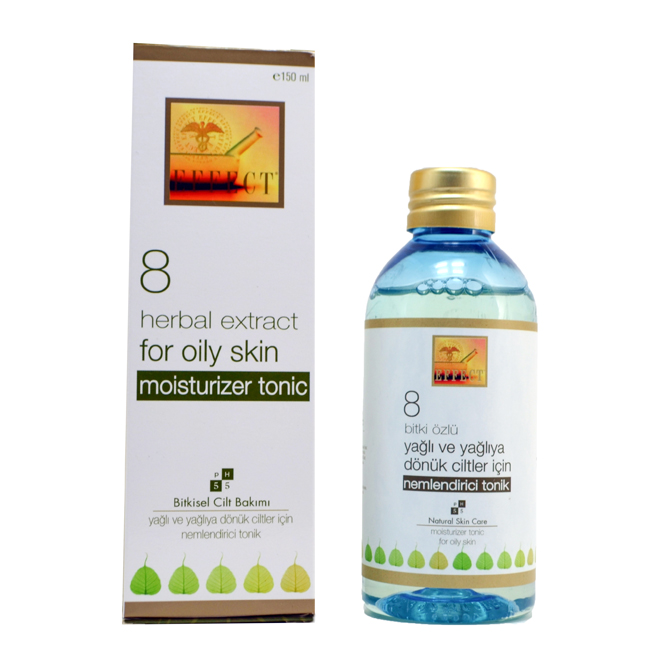 ℮150 ml
EFFECT
8
herbal extract
for oily skin
moisturizer tonic
pH
5 5
Bitkisel Cilt Bakımı
yağlı ve yağlıya dönük ciltler için
nemlendirici tonik
EFFECT
8
bitki özlü
yağlı ve yağlıya
dönük ciltler için
nemlendirici tonik
pH
5 5
Natural Skin Care
moisturizer tonic
for oily skin